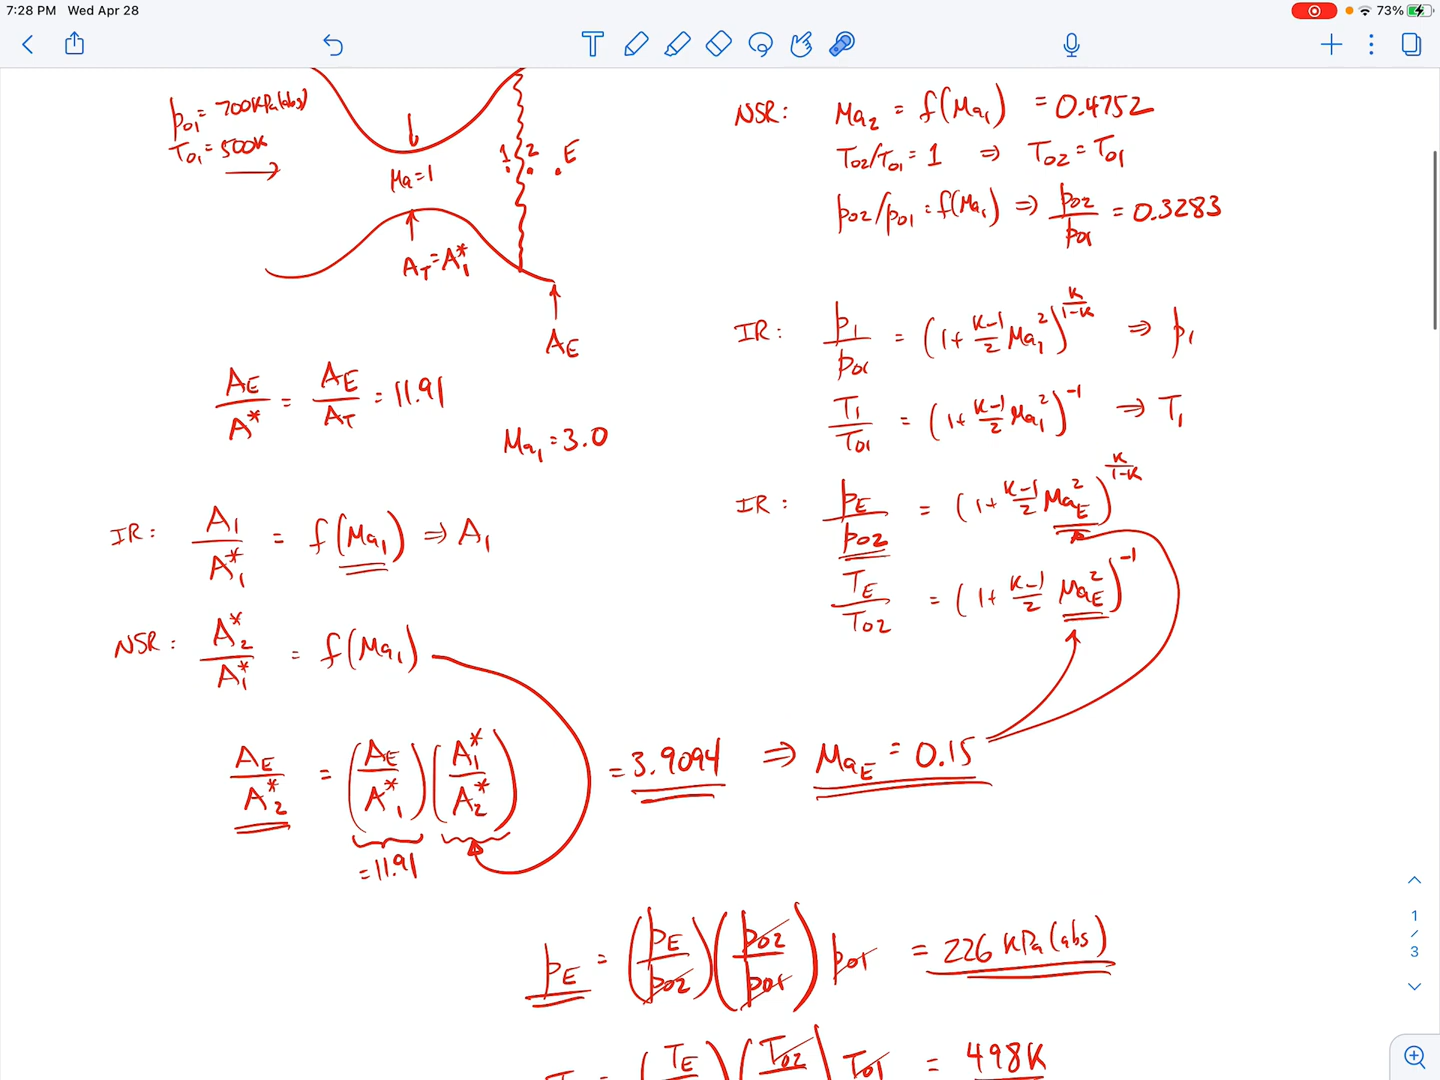 7:28 PM Wed Apr 28
73%
p01 = 700kPa(abs)
T01 = 500K
Ma=1
1 2
E
AT = A1*
AE
AE/A* = AE/AT = 11.91
Ma1 = 3.0
IR: A1/A1* = f(Ma1) ⇒ A1
NSR: A2*/A1* = f(Ma1)
AE/A2* = (AE/A1*)(A1*/A2*) = 3.9094 ⇒ MaE = 0.15
= 11.91
NSR: Ma2 = f(Ma1) = 0.4752
T02/T01 = 1 ⇒ T02 = T01
p02/p01 = f(Ma1) ⇒ p02/p01 = 0.3283
IR: p1/p01 = (1+ K-1/2 Ma1²)^K/1-K ⇒ p1
T1/T01 = (1+ K-1/2 Ma1²)^-1 ⇒ T1
IR: pE/p02 = (1+ K-1/2 MaE²)^K/1-K
TE/T02 = (1+ K-1/2 MaE²)^-1
pE = (pE/p02)(p02/p01) p01 = 226 kPa (abs)
= (TE)(T02) T01 = 498K
1
/
3